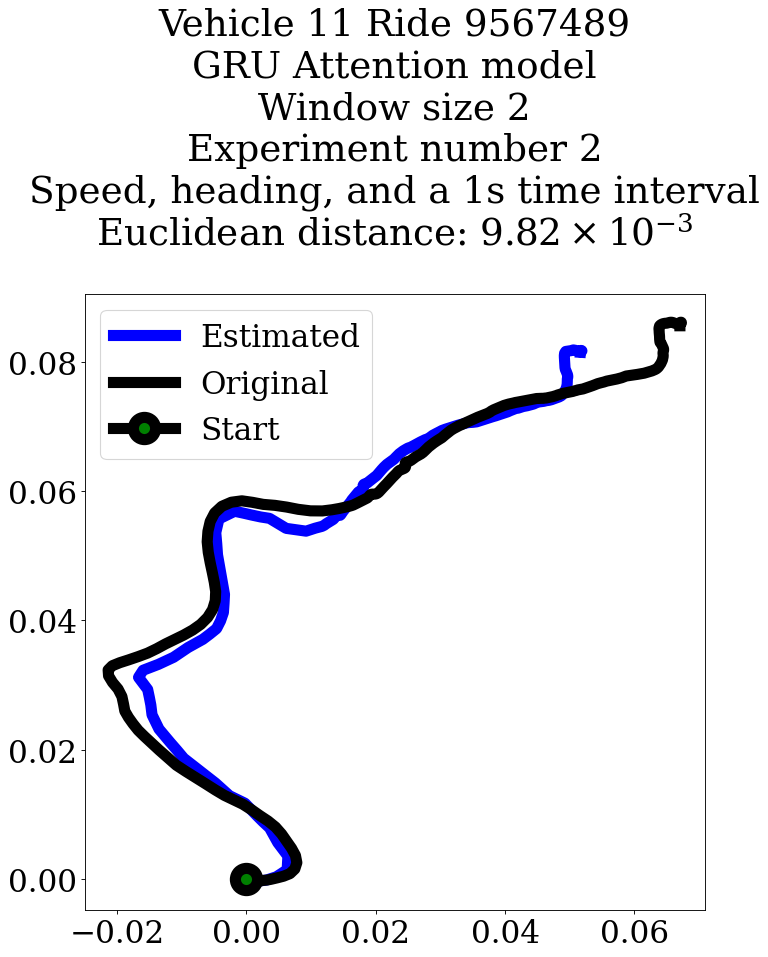 Vehicle 11 Ride 9567489
GRU Attention model
Window size 2
Experiment number 2
Speed, heading, and a 1s time interval
Euclidean distance: 9.82 × 10⁻³
Estimated
Original
Start
0.08
0.06
0.04
0.02
0.00
−0.02 0.00 0.02 0.04 0.06